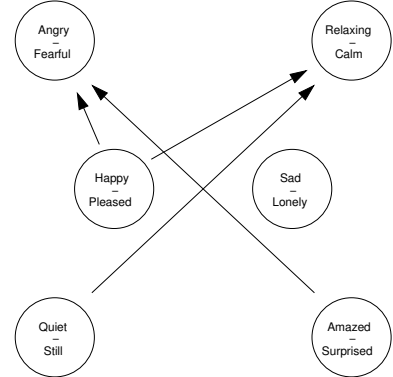 Angry
–
Fearful
Relaxing
–
Calm
Happy
–
Pleased
Sad
–
Lonely
Quiet
–
Still
Amazed
–
Surprised